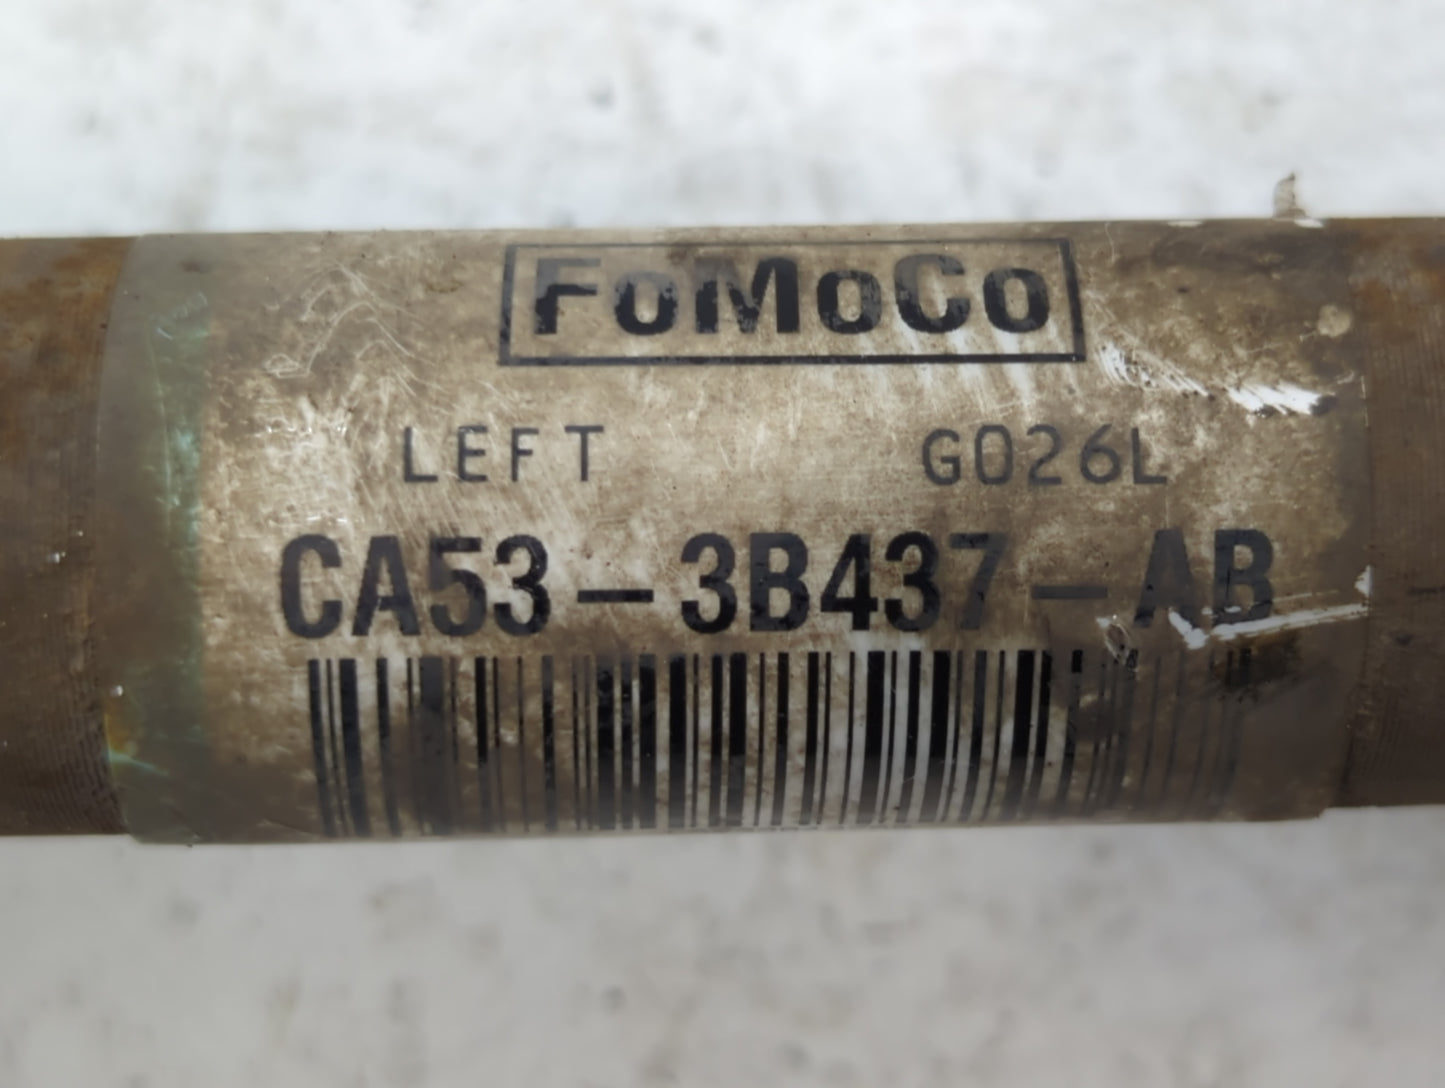 FoMoCo
LEFT G026L
CA53-3B437-AB